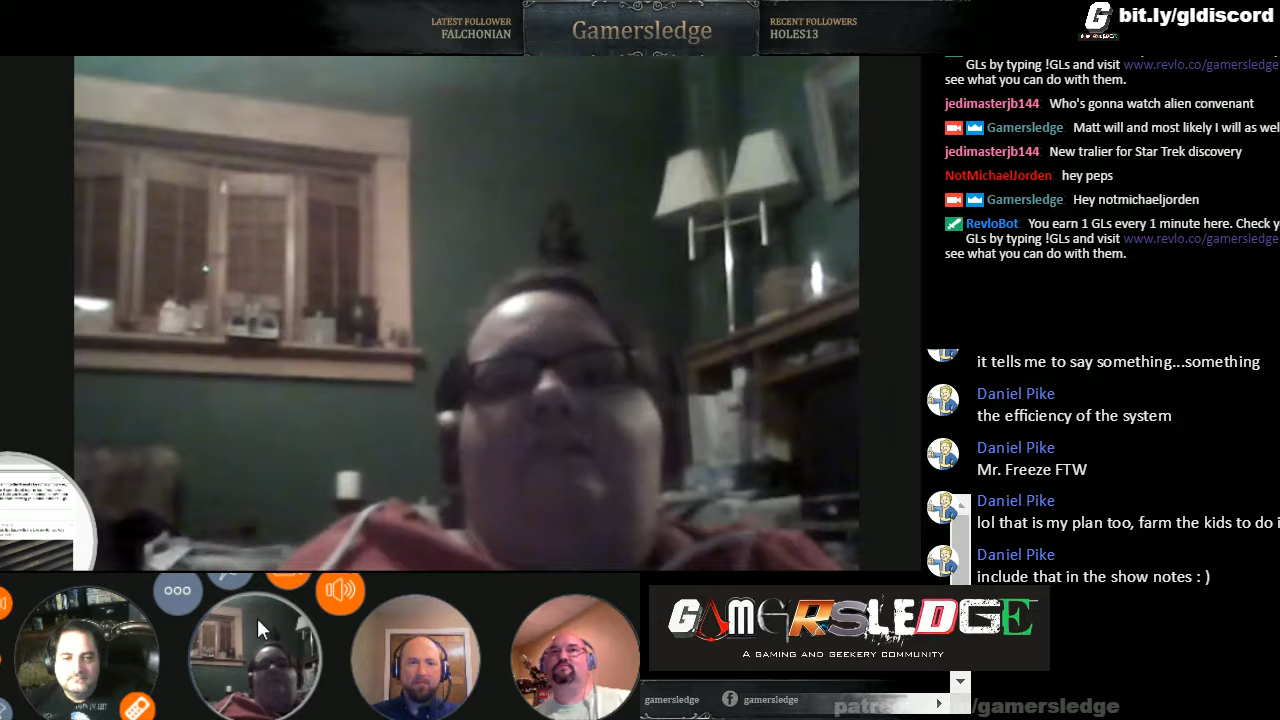 LATEST FOLLOWER
FALCHONIAN
Gamersledge
RECENT FOLLOWERS
HOLES13
bit.ly/gldiscord
GLs by typing !GLs and visit www.revlo.co/gamersledge
see what you can do with them.
jedimasterjb144 Who's gonna watch alien convenant
Gamersledge Matt will and most likely I will as wel
jedimasterjb144 New tralier for Star Trek discovery
NotMichaelJorden hey peps
Gamersledge Hey notmichaeljorden
RevloBot You earn 1 GLs every 1 minute here. Check y
GLs by typing !GLs and visit www.revlo.co/gamersledge
see what you can do with them.
it tells me to say something...something
Daniel Pike
the efficiency of the system
Daniel Pike
Mr. Freeze FTW
Daniel Pike
lol that is my plan too, farm the kids to do i
Daniel Pike
include that in the show notes : )
GAMERSLEDGE
A GAMING AND GEEKERY COMMUNITY
gamersledge
gamersledge
/gamersledge